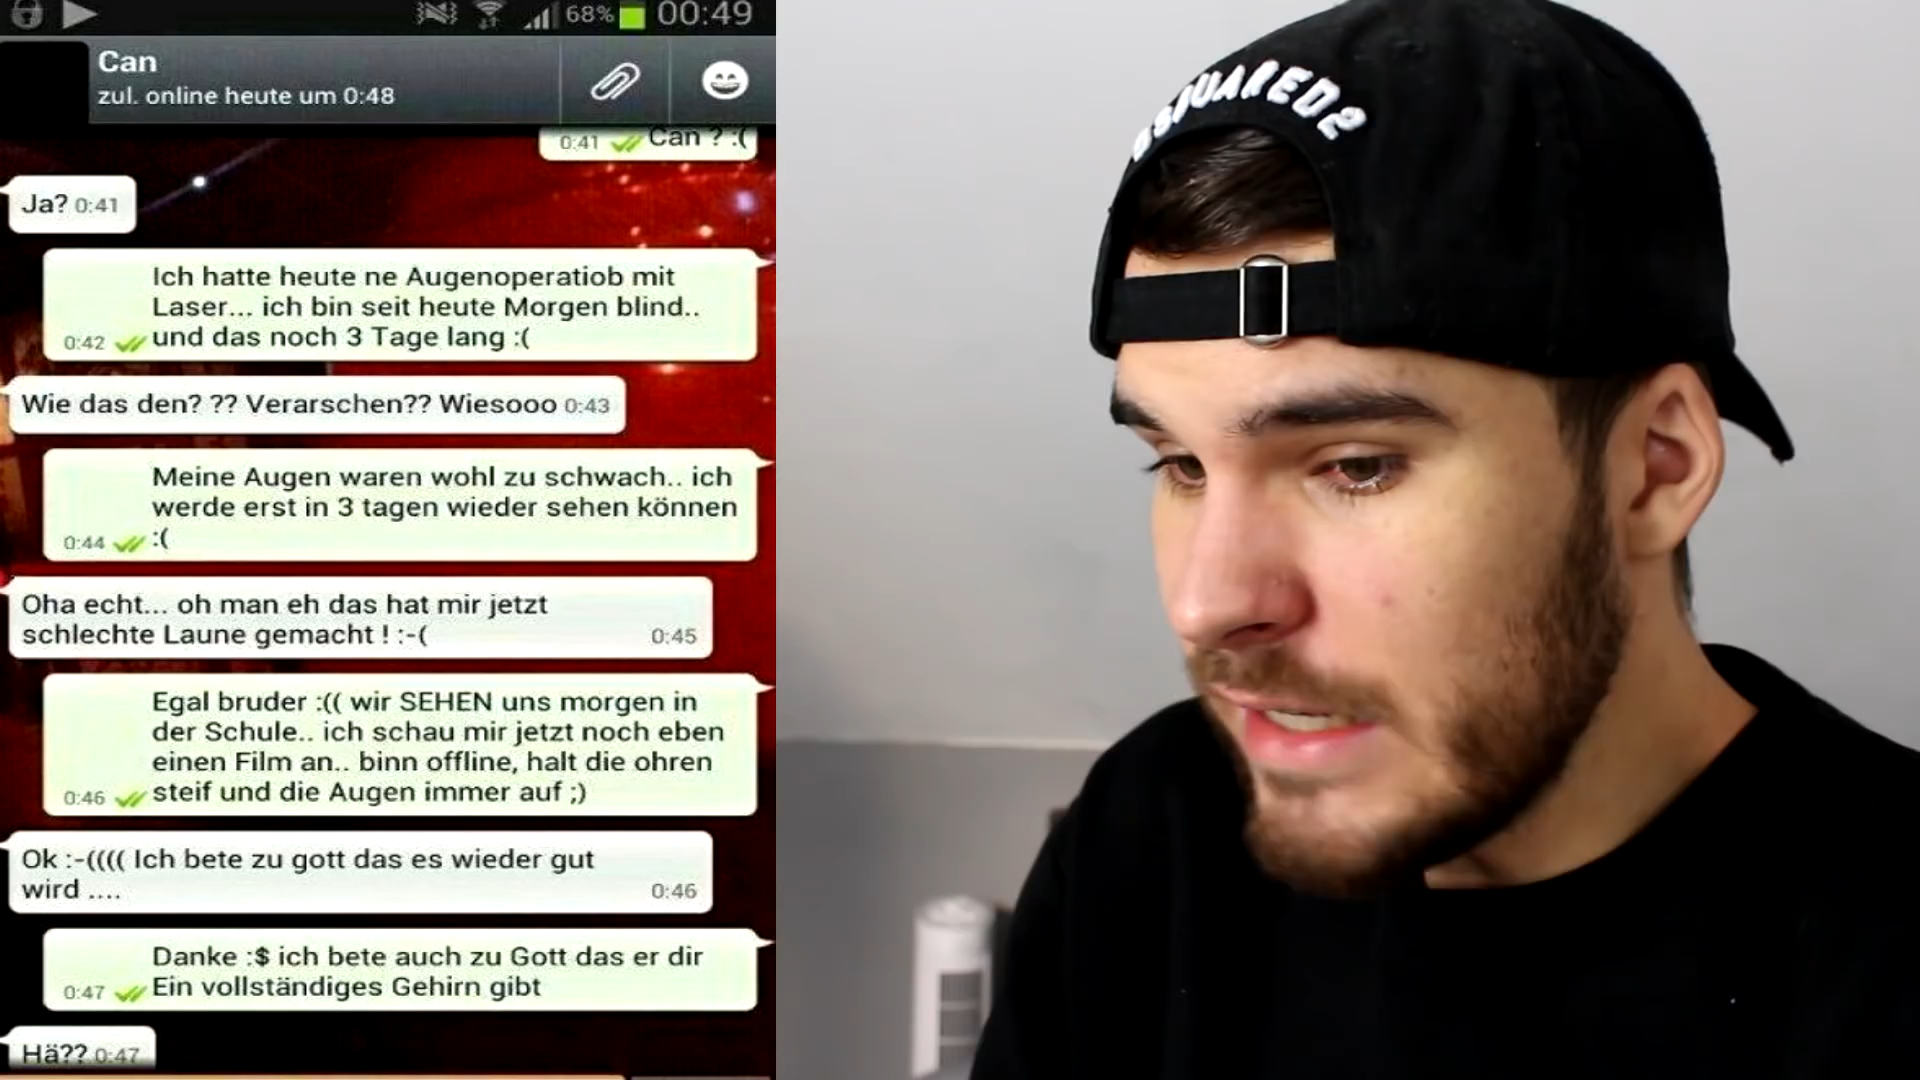 68% 00:49
Can
zul. online heute um 0:48
0:41 Can ? :(
Ja? 0:41
Ich hatte heute ne Augenoperatiob mit
Laser... ich bin seit heute Morgen blind..
0:42 und das noch 3 Tage lang :(
Wie das den? ?? Verarschen?? Wiesooo 0:43
Meine Augen waren wohl zu schwach.. ich
werde erst in 3 tagen wieder sehen können
0:44 :(
Oha echt... oh man eh das hat mir jetzt
schlechte Laune gemacht ! :-( 0:45
Egal bruder :(( wir SEHEN uns morgen in
der Schule.. ich schau mir jetzt noch eben
einen Film an.. binn offline, halt die ohren
0:46 steif und die Augen immer auf ;)
Ok :-(((( Ich bete zu gott das es wieder gut
wird .... 0:46
Danke :$ ich bete auch zu Gott das er dir
0:47 Ein vollständiges Gehirn gibt
Hä?? 0:47
DSQUARED2